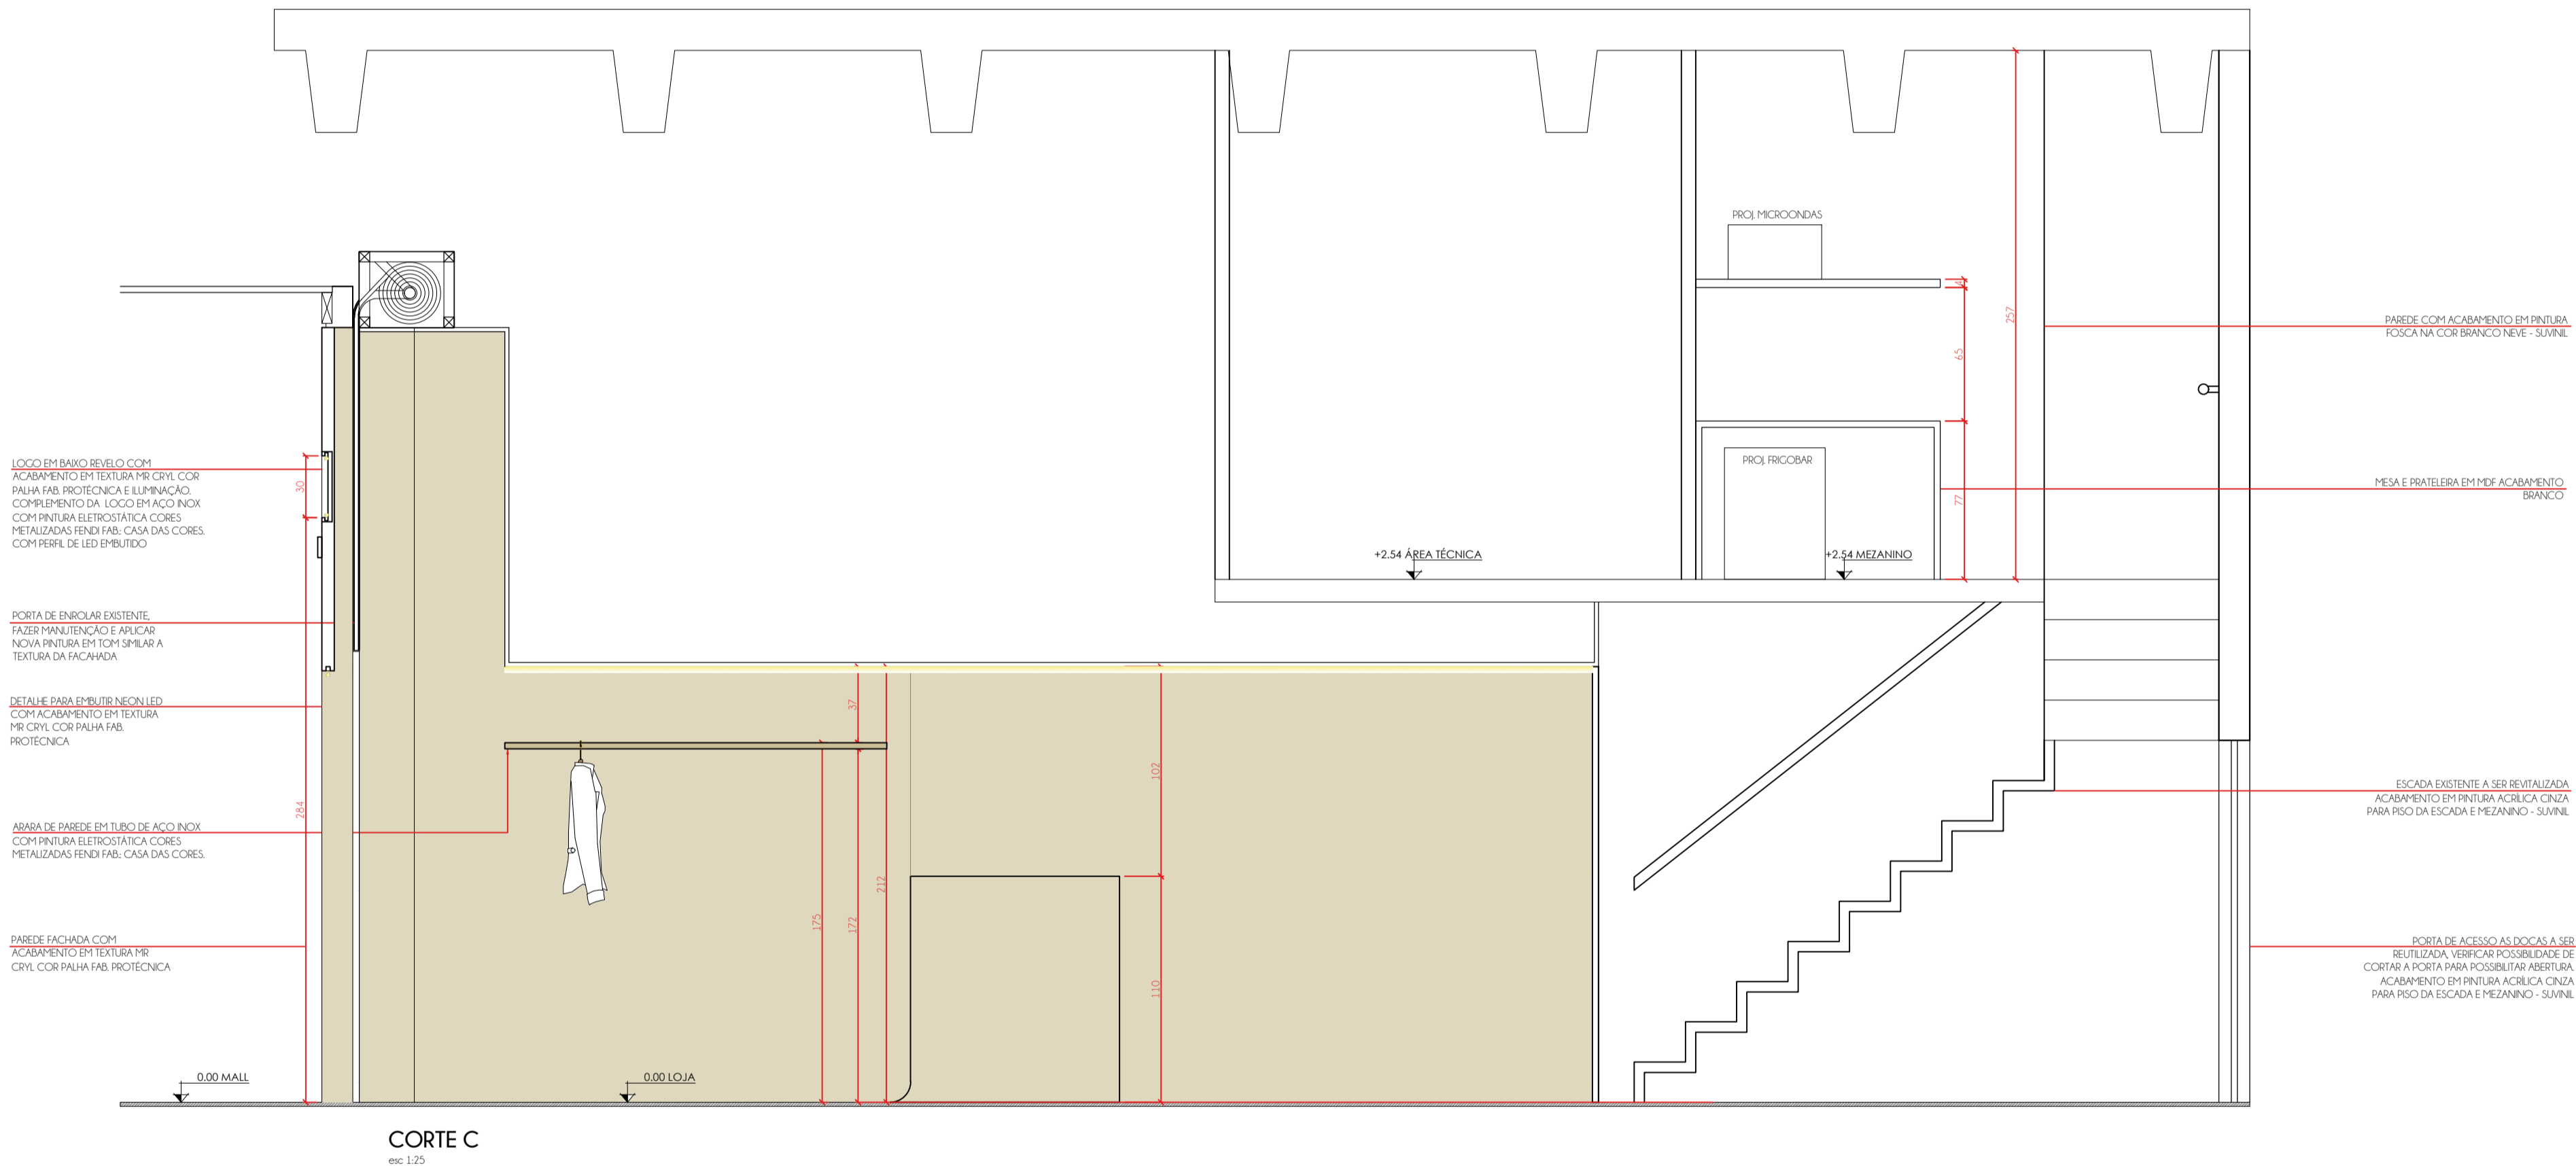 PROJ. MICROONDAS
4
257
65
PROJ. FRIGOBAR
77
+2.54 ÁREA TÉCNICA
+2.54 MEZANINO
LOGO EM BAIXO REVELO COM
ACABAMENTO EM TEXTURA MR CRYL COR
PALHA FAB. PROTÉCNICA E ILUMINAÇÃO.
COMPLEMENTO DA LOGO EM AÇO INOX
COM PINTURA ELETROSTÁTICA CORES
METALIZADAS FENDI FAB.: CASA DAS CORES.
COM PERFIL DE LED EMBUTIDO
PORTA DE ENROLAR EXISTENTE,
FAZER MANUTENÇÃO E APLICAR
NOVA PINTURA EM TOM SIMILAR A
TEXTURA DA FACAHADA
DETALHE PARA EMBUTIR NEON LED
COM ACABAMENTO EM TEXTURA
MR CRYL COR PALHA FAB.
PROTÉCNICA
ARARA DE PAREDE EM TUBO DE AÇO INOX
COM PINTURA ELETROSTÁTICA CORES
METALIZADAS FENDI FAB.: CASA DAS CORES.
PAREDE FACHADA COM
ACABAMENTO EM TEXTURA MR
CRYL COR PALHA FAB. PROTÉCNICA
30
284
37
175
172
212
102
110
PAREDE COM ACABAMENTO EM PINTURA
FOSCA NA COR BRANCO NEVE - SUVINIL
MESA E PRATELEIRA EM MDF ACABAMENTO
BRANCO
ESCADA EXISTENTE A SER REVITALIZADA
ACABAMENTO EM PINTURA ACRÍLICA CINZA
PARA PISO DA ESCADA E MEZANINO - SUVINIL
PORTA DE ACESSO AS DOCAS A SER
REUTILIZADA, VERIFICAR POSSIBILIDADE DE
CORTAR A PORTA PARA POSSIBILITAR ABERTURA.
ACABAMENTO EM PINTURA ACRÍLICA CINZA
PARA PISO DA ESCADA E MEZANINO - SUVINIL
0.00 MALL
0.00 LOJA
CORTE C
esc 1:25